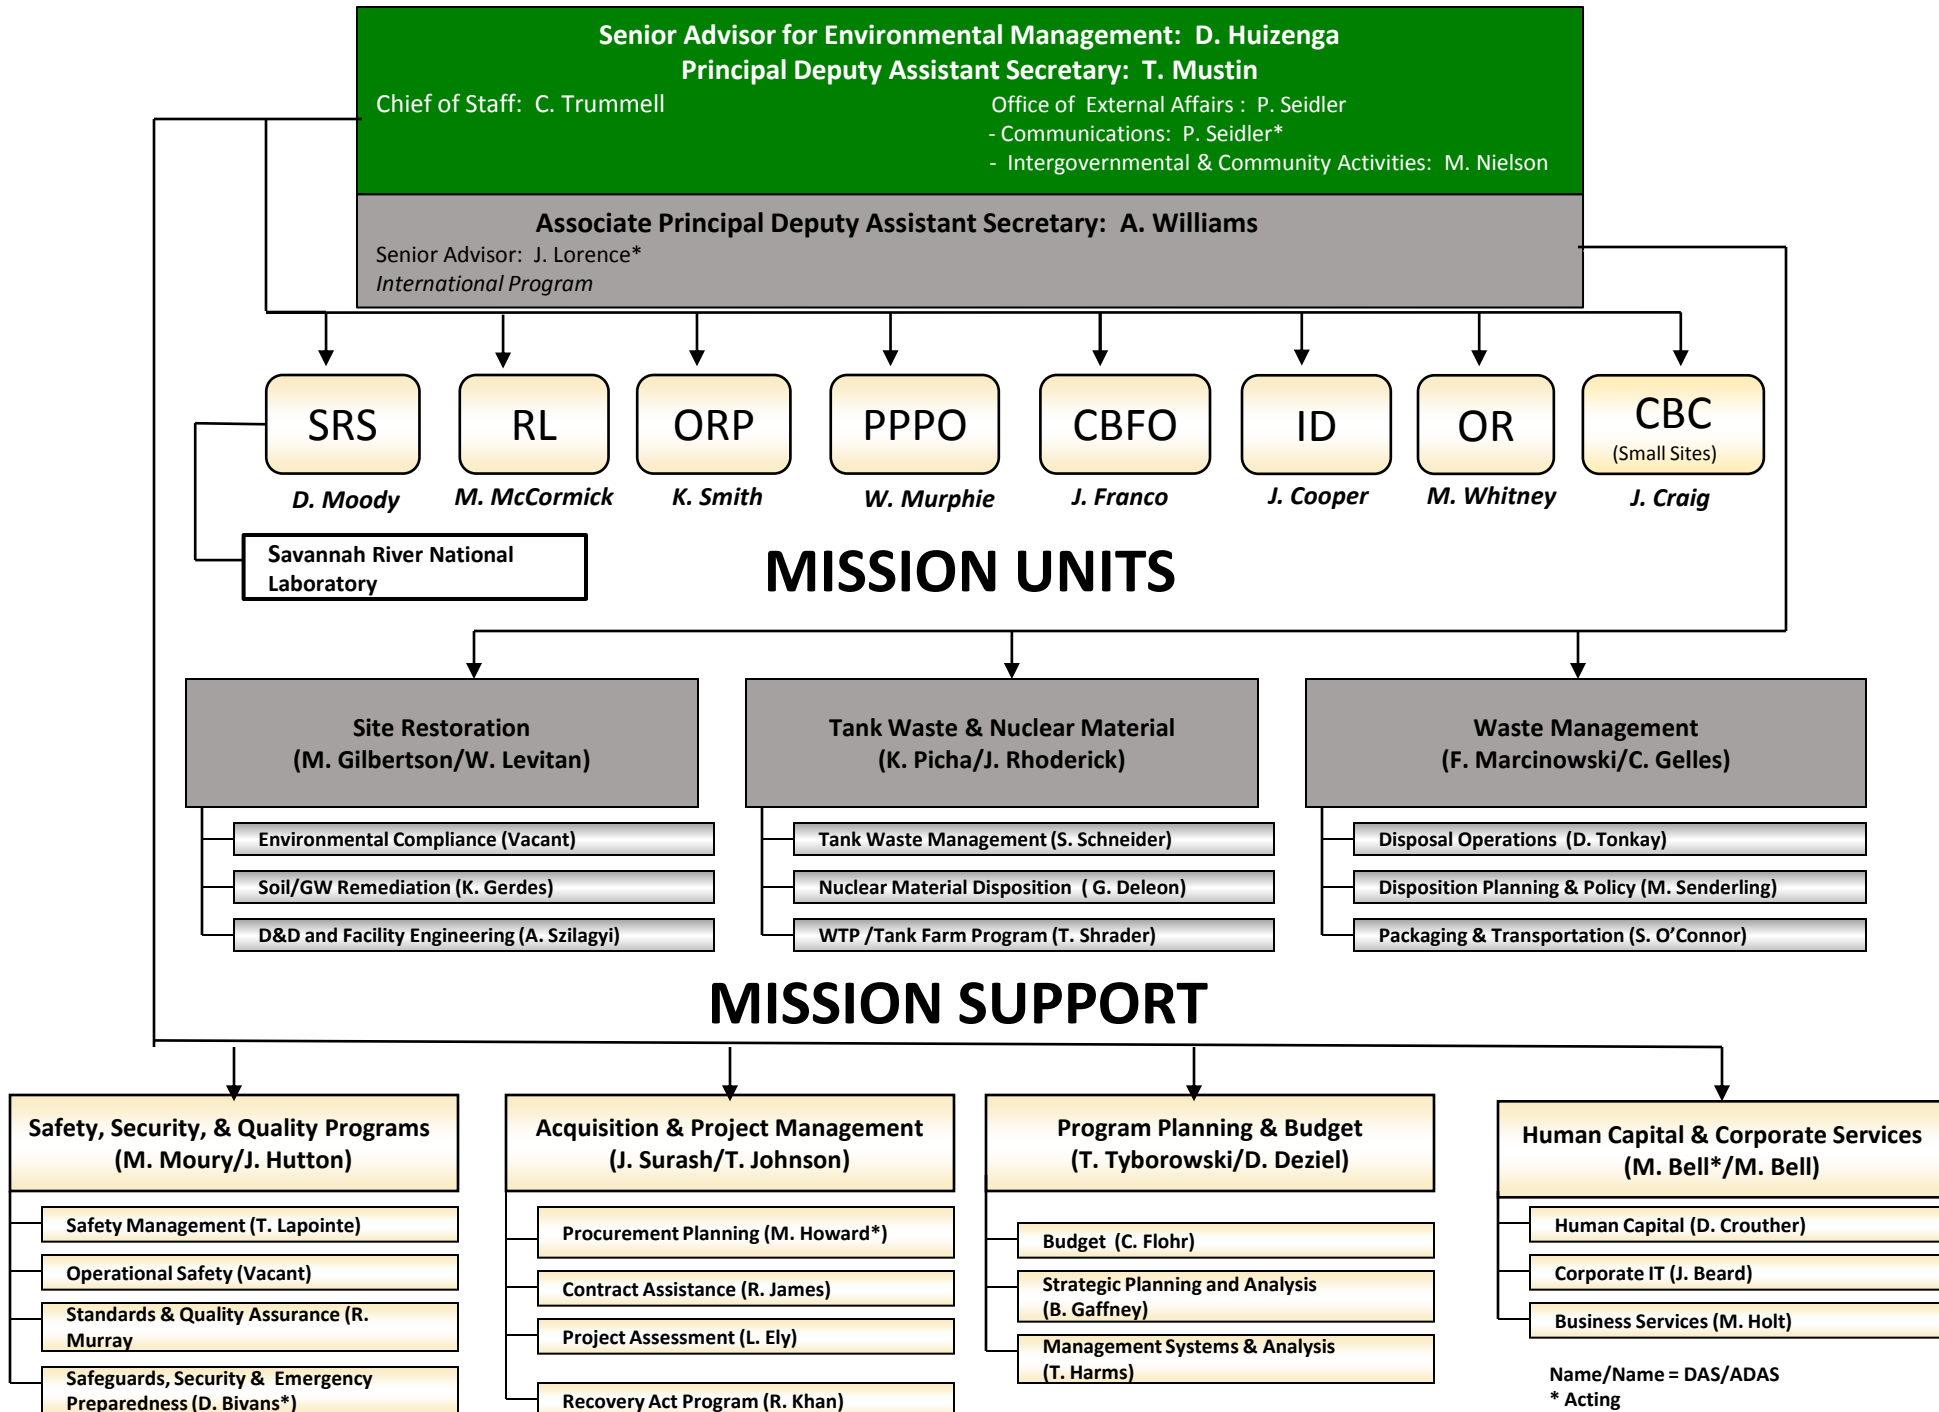 Senior Advisor for Environmental Management:  D. Huizenga
Principal Deputy Assistant Secretary:  T. Mustin
Chief of Staff:  C. Trummell
Office of  External Affairs :  P. Seidler
- Communications:  P. Seidler*
-  Intergovernmental & Community Activities:  M. Nielson
Associate Principal Deputy Assistant Secretary:  A. Williams
Senior Advisor:  J. Lorence*
International Program
SRS
RL
ORP
PPPO
CBFO
ID
OR
CBC
(Small Sites)
D. Moody
M. McCormick
K. Smith
W. Murphie
J. Franco
J. Cooper
M. Whitney
J. Craig
Savannah River National
Laboratory
MISSION UNITS
Site Restoration
(M. Gilbertson/W. Levitan)
Environmental Compliance (Vacant)
Soil/GW Remediation (K. Gerdes)
D&D and Facility Engineering (A. Szilagyi)
Tank Waste & Nuclear Material
(K. Picha/J. Rhoderick)
Tank Waste Management (S. Schneider)
Nuclear Material Disposition  ( G. Deleon)
WTP /Tank Farm Program (T. Shrader)
Waste Management
(F. Marcinowski/C. Gelles)
Disposal Operations  (D. Tonkay)
Disposition Planning & Policy (M. Senderling)
Packaging & Transportation (S. O’Connor)
MISSION SUPPORT
Safety, Security, & Quality Programs
(M. Moury/J. Hutton)
Safety Management (T. Lapointe)
Operational Safety (Vacant)
Standards & Quality Assurance (R.
Murray
Safeguards, Security &  Emergency
Preparedness (D. Bivans*)
Acquisition & Project Management
(J. Surash/T. Johnson)
Procurement Planning (M. Howard*)
Contract Assistance (R. James)
Project Assessment (L. Ely)
Recovery Act Program (R. Khan)
Program Planning & Budget
(T. Tyborowski/D. Deziel)
Budget  (C. Flohr)
Strategic Planning and Analysis
(B. Gaffney)
Management Systems & Analysis
(T. Harms)
Human Capital & Corporate Services
(M. Bell*/M. Bell)
Human Capital (D. Crouther)
Corporate IT (J. Beard)
Business Services (M. Holt)
Name/Name = DAS/ADAS
* Acting